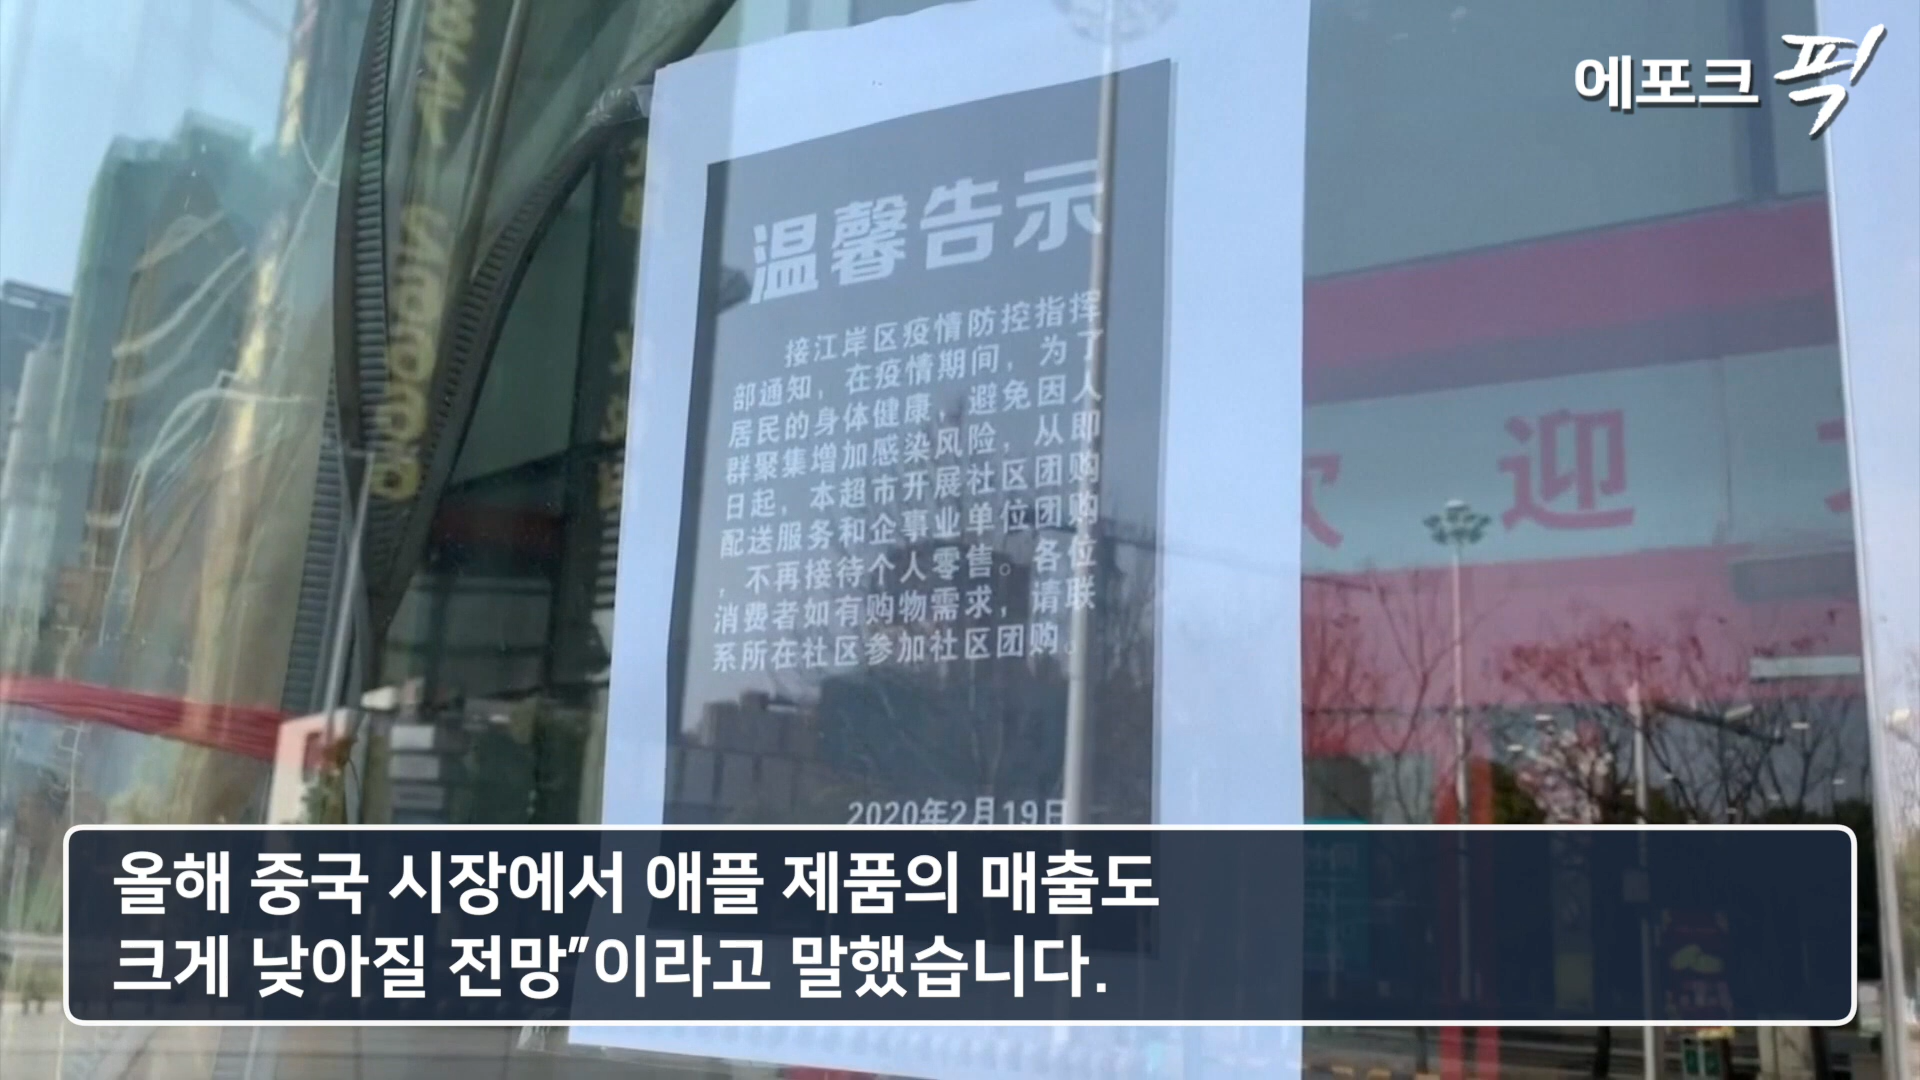 에포크 픽!
温馨告示
接江岸区疫情防控指挥
部通知，在疫情期间，为了
居民的身体健康，避免因人
群聚集增加感染风险，从即
日起，本超市开展社区团购
配送服务和企事业单位团购
，不再接待个人零售。各位
消费者如有购物需求，请联
系所在社区参加社区团购。
2020年2月19日
迎
올해 중국 시장에서 애플 제품의 매출도
크게 낮아질 전망”이라고 말했습니다.